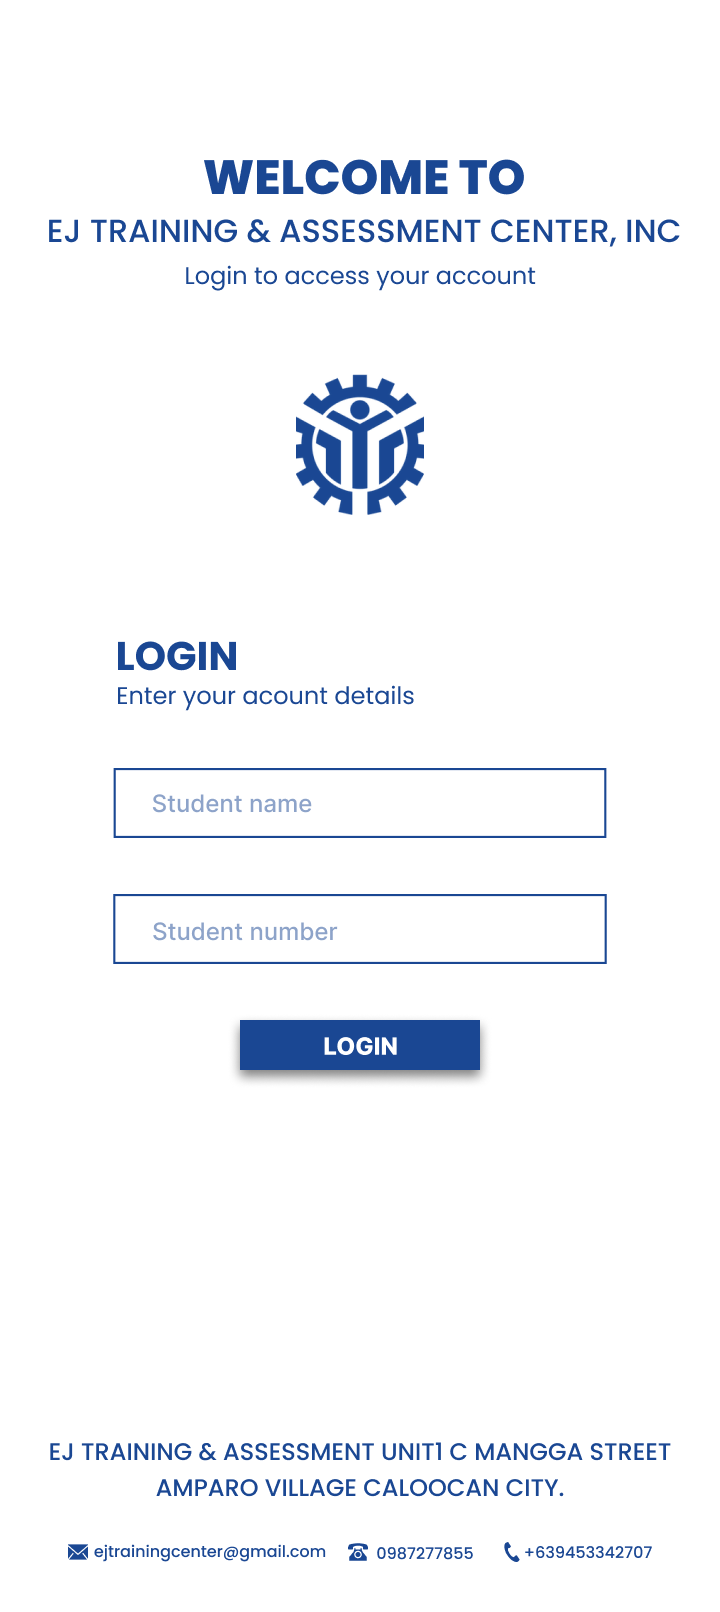 WELCOME TO
EJ TRAINING & ASSESSMENT CENTER, INC
Login to access your account
LOGIN
Enter your acount details
Student name
Student number
LOGIN
EJ TRAINING & ASSESSMENT UNIT1 C MANGGA STREET
AMPARO VILLAGE CALOOCAN CITY.
ejtrainingcenter@gmail.com 0987277855 +639453342707